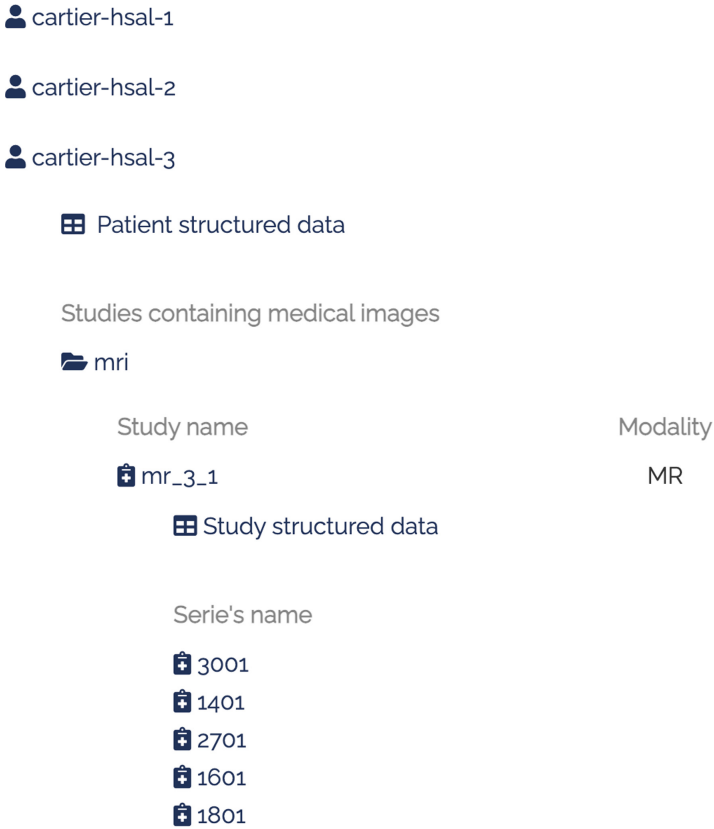 cartier-hsal-1
cartier-hsal-2
cartier-hsal-3
Patient structured data
Studies containing medical images
mri
Study name Modality
mr_3_1 MR
Study structured data
Serie's name
3001
1401
2701
1601
1801